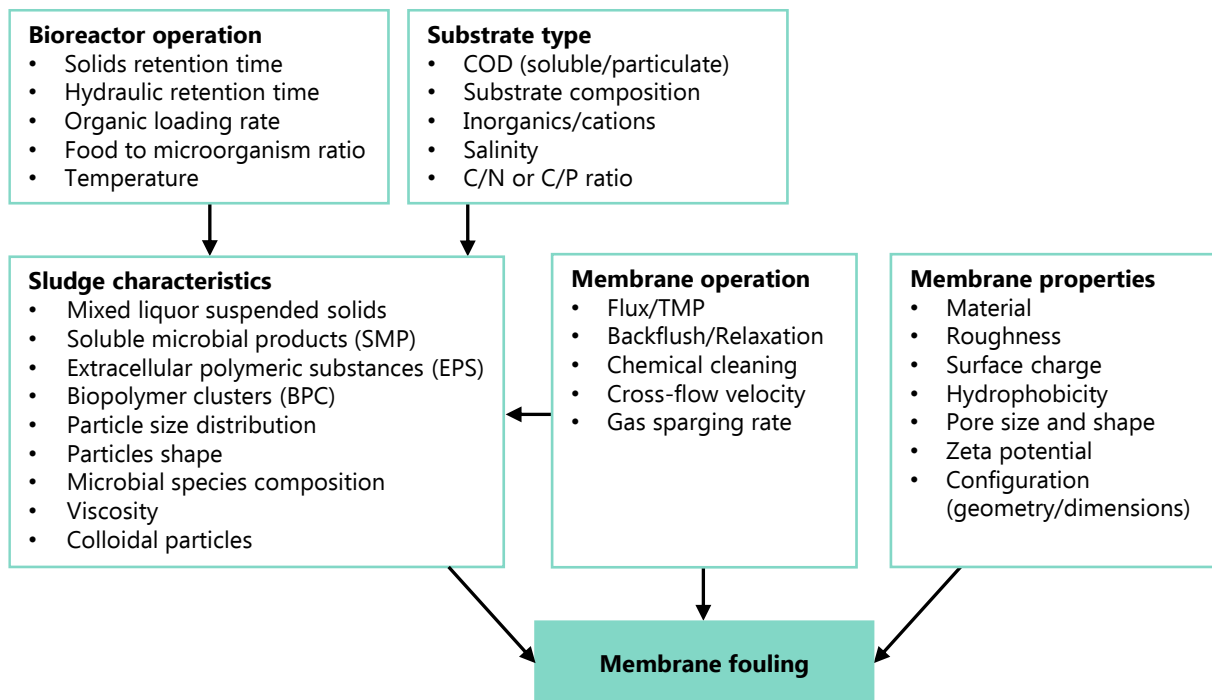 Bioreactor operation
• Solids retention time
• Hydraulic retention time
• Organic loading rate
• Food to microorganism ratio
• Temperature
Substrate type
• COD (soluble/particulate)
• Substrate composition
• Inorganics/cations
• Salinity
• C/N or C/P ratio
Sludge characteristics
• Mixed liquor suspended solids
• Soluble microbial products (SMP)
• Extracellular polymeric substances (EPS)
• Biopolymer clusters (BPC)
• Particle size distribution
• Particles shape
• Microbial species composition
• Viscosity
• Colloidal particles
Membrane operation
• Flux/TMP
• Backflush/Relaxation
• Chemical cleaning
• Cross-flow velocity
• Gas sparging rate
Membrane properties
• Material
• Roughness
• Surface charge
• Hydrophobicity
• Pore size and shape
• Zeta potential
• Configuration
(geometry/dimensions)
Membrane fouling